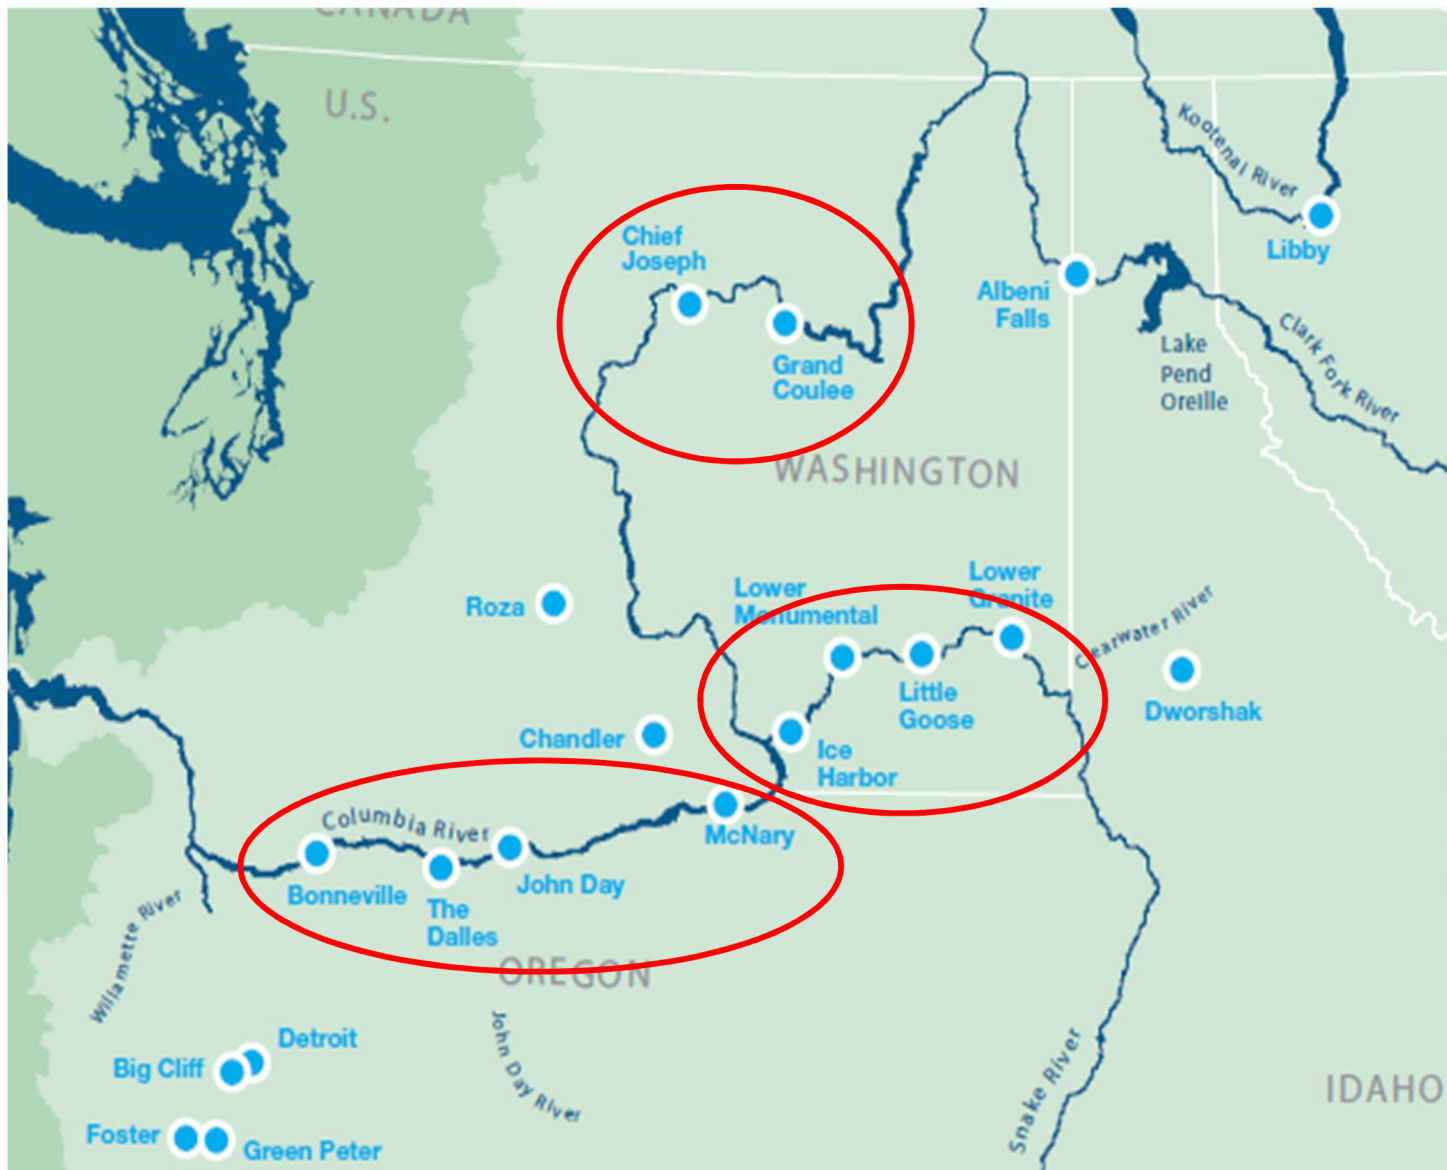 CANADA
U.S.
Kootenai River
Chief
Joseph
Libby
Albeni
Falls
Grand
Coulee
Lake
Pend
Oreille
Clark Fork River
WASHINGTON
Lower
Monumental
Lower
Granite
Roza
Clearwater River
Little
Goose
Dworshak
Chandler
Ice
Harbor
Columbia River
McNary
Bonneville
The
Dalles
John Day
Willamette River
OREGON
John Day River
Snake River
Detroit
Big Cliff
IDAHO
Foster
Green Peter